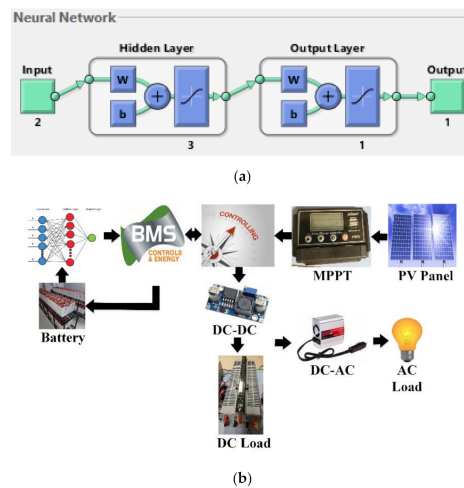 Neural Network
Hidden Layer
Output Layer
Input
Output
W
b
+
W
b
+
2
3
1
1
(a)
BMS
CONTROLS
& ENERGY
CONTROLLING
MPPT
PV Panel
Battery
DC-DC
DC-AC
AC
Load
DC Load
(b)